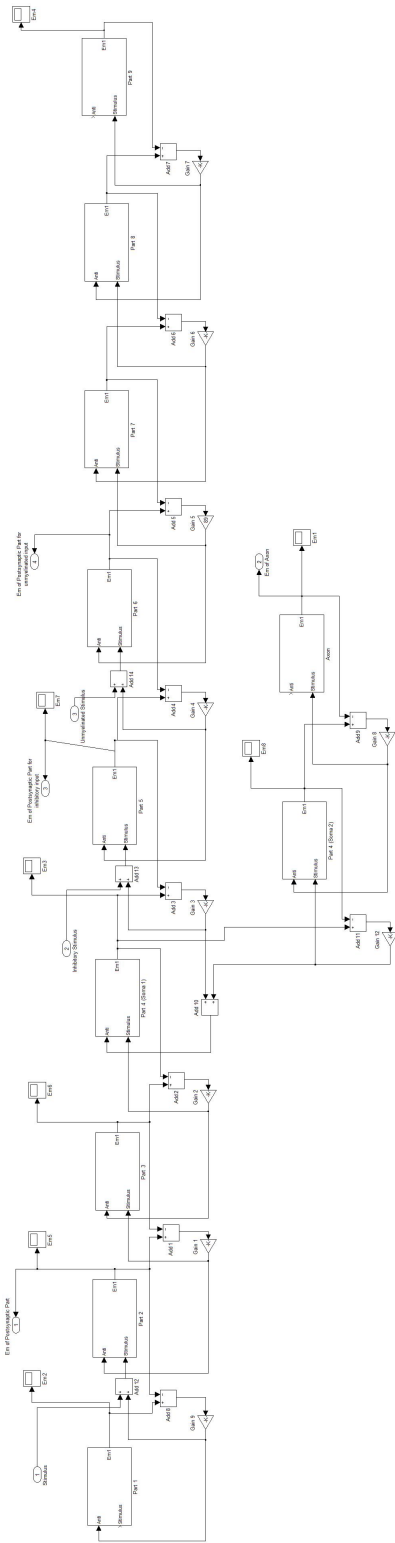 1
Stimulus
Em2
Anti
Stimulus
Em1
Part 1
Add 8
-K-
Gain 9
Add 12
Em of Postsynaptic Part
1
Em5
Anti
Stimulus
Em1
Part 2
Add 1
-K-
Gain 1
Em6
Anti
Stimulus
Em1
Part 3
Add 2
-K-
Gain 2
Anti
Stimulus
Em1
Part 4 (Soma 1)
Add 10
Em3
2
Inhibitory Stimulus
Add 3
-K-
Gain 3
Add 13
Em of Postsynaptic Part for
inhibitory input
3
Em7
Anti
Stimulus
Em1
Part 5
3
Unmyelinated Stimulus
Add 4
-K-
Gain 4
Add 14
Em of Postsynaptic Part for
unmyelinated input
4
Anti
Stimulus
Em1
Part 6
Add 5
Gain 5
Anti
Stimulus
Em1
Part 7
Add 6
-K-
Gain 6
Anti
Stimulus
Em1
Part 8
Add 7
-K-
Gain 7
Em4
Anti
Stimulus
Em1
Part 9
Add 11
-K-
Gain 12
Em8
Anti
Stimulus
Em1
Part 4 (Soma 2)
Add 9
-K-
Gain 8
2
Em of Axon
Em1
Anti
Stimulus
Em1
Axon